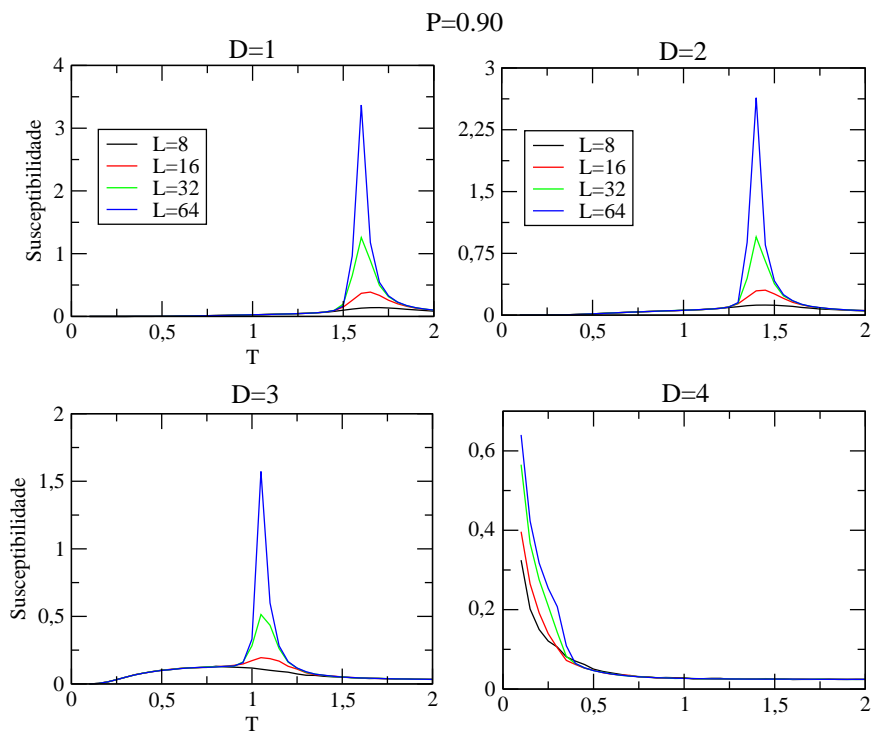 P=0.90
D=1
Susceptibilidade
4
3
2
1
0
L=8
L=16
L=32
L=64
0 0,5 1 1,5 2
T
D=2
3
2,25
1,5
0,75
0
L=8
L=16
L=32
L=64
0 0,5 1 1,5 2
D=3
Susceptibilidade
2
1,5
1
0,5
0
0 0,5 1 1,5 2
T
D=4
0,6
0,4
0,2
0
0 0,5 1 1,5 2